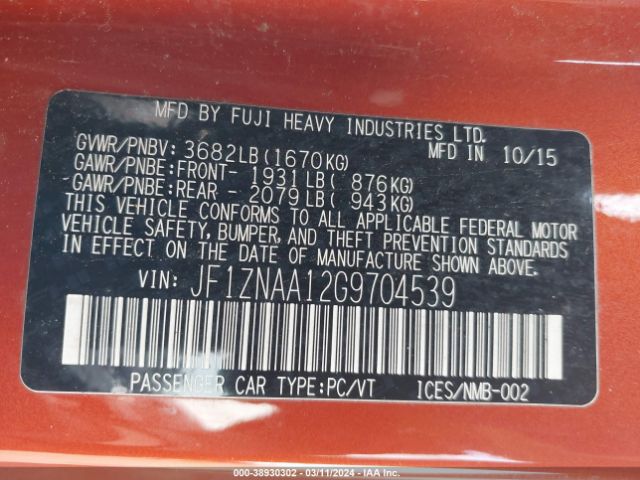 MFD BY FUJI HEAVY INDUSTRIES LTD.
GVWR/PNBV: 3682LB(1670KG) MFD IN 10/15
GAWR/PNBE:FRONT- 1931LB( 876KG)
GAWR/PNBE:REAR - 2079LB( 943KG)
THIS VEHICLE CONFORMS TO ALL APPLICABLE FEDERAL MOTOR
VEHICLE SAFETY, BUMPER, AND THEFT PREVENTION STANDARDS
IN EFFECT ON THE DATE OF MANUFACTURE SHOWN ABOVE.
VIN: JF1ZNAA12G9704539
PASSENGER CAR TYPE:PC/VT ICES/NMB-002
000-38930302 - 03/11/2024 - IAA Inc.